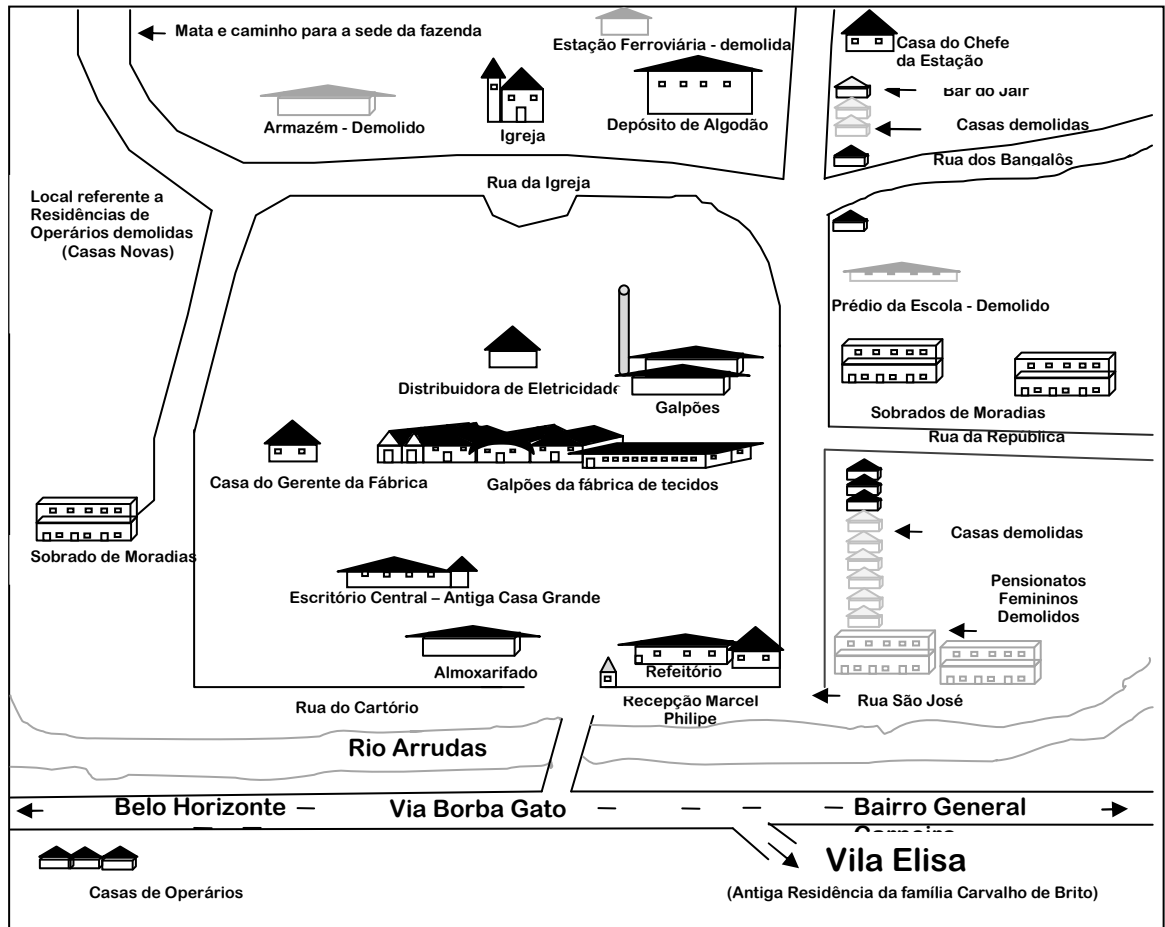 Mata e caminho para a sede da fazenda
Estação Ferroviária - demolida
Casa do Chefe
da Estação
Bar do Jair
Armazém - Demolido
Igreja
Depósito de Algodão
Casas demolidas
Rua dos Bangalôs
Rua da Igreja
Local referente a
Residências de
Operários demolidas
(Casas Novas)
Prédio da Escola - Demolido
Distribuidora de Eletricidade
Galpões
Sobrados de Moradias
Rua da República
Casa do Gerente da Fábrica
Galpões da fábrica de tecidos
Sobrado de Moradias
Casas demolidas
Pensionatos
Femininos
Demolidos
Escritório Central – Antiga Casa Grande
Almoxarifado
Refeitório
Recepção Marcel
Philipe
Rua São José
Rua do Cartório
Rio Arrudas
Belo Horizonte
Via Borba Gato
Bairro General
Carneiro
Vila Elisa
(Antiga Residência da família Carvalho de Brito)
Casas de Operários